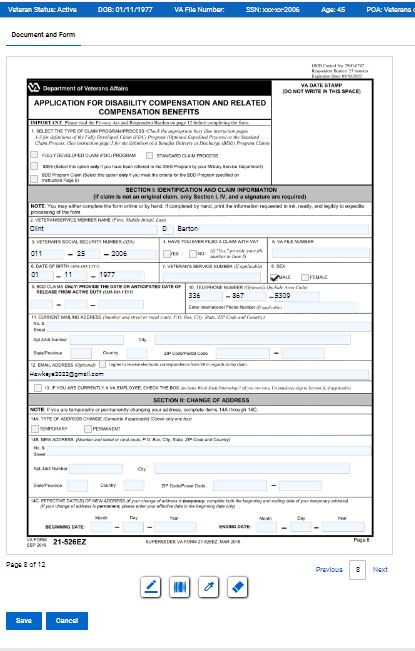 Veteran Status: Active DOB: 01/11/1977 VA File Number: SSN: xxx-xx-2006 Age: 45 POA: Veterans
Document and Form
OMB Control No. 2900-0747
Respondent Burden: 25 minutes
VA Department of Veterans Affairs
VA DATE STAMP
(DO NOT WRITE IN THIS SPACE)
APPLICATION FOR DISABILITY COMPENSATION AND RELATED
COMPENSATION BENEFITS
IMPORTANT: Please read the Privacy Act and Respondent Burden on page 12 before completing the form.
1. SELECT THE TYPE OF CLAIM PROGRAM/PROCESS (Check the appropriate box) (See instruction pages
1-3 for definitions of the Fully Developed Claim (FDC) Program (Optional Expedited Process) or the Standard
Claim Process. (See instruction page 3 for the definition of a Benefits Delivery at Discharge (BDD) Program Claim)
FULLY DEVELOPED CLAIM (FDC) PROGRAM STANDARD CLAIM PROCESS
IDES (Select this option only if you have been referred to the IDES Program by your Military Service Department)
BDD Program Claim (Select this option only if you meet the criteria for the BDD Program specified on
Instruction Page 3)
SECTION I: IDENTIFICATION AND CLAIM INFORMATION
(If claim is not an original claim, only Section I, IV, and a signature are required)
NOTE: You may either complete the form online or by hand. If completed by hand, print the information requested in ink, neatly, and legibly to expedite
processing of the form.
2. VETERAN/SERVICE MEMBER NAME (First, Middle Initial, Last)
Clint D Barton
3. VETERAN'S SOCIAL SECURITY NUMBER (SSN) 4. HAVE YOU EVER FILED A CLAIM WITH VA? 5. VA FILE NUMBER
011 - 25 - 2006 YES NO (If "Yes," provide your file
number in Item 5)
6. DATE OF BIRTH (MM-DD-YYYY) 7. VETERAN'S SERVICE NUMBER (If applicable) 8. SEX
01 - 11 - 1977 MALE FEMALE
9. BDD CLAIMS ONLY: PROVIDE THE DATE OR ANTICIPATED DATE OF
RELEASE FROM ACTIVE DUTY (MM-DD-YYYY)
10. TELEPHONE NUMBER (Optional) (Include Area Code)
336 - 867 - 5309
Enter International Phone Number (If applicable)
11. CURRENT MAILING ADDRESS (Number and street or rural route, P.O. Box, City, State, ZIP Code and Country)
No. &
Street
Apt./Unit Number City
State/Province Country ZIP Code/Postal Code -
12. EMAIL ADDRESS (Optional) I agree to receive electronic correspondence from VA in regards to my claim.
Hawkeye2022@gmail.com
13. IF YOU ARE CURRENTLY A VA EMPLOYEE, CHECK THE BOX
SECTION II: CHANGE OF ADDRESS
NOTE: If you are temporarily or permanently changing your address, complete Items 14A through 14C.
14A. TYPE OF ADDRESS CHANGE (Complete if applicable) (Check only one box)
TEMPORARY PERMANENT
14B. NEW ADDRESS (Number and street or rural route, P.O. Box, City, State, ZIP Code and Country)
No. &
Street
Apt./Unit Number City
State/Province Country ZIP Code/Postal Code -
14C. EFFECTIVE DATE(S) OF NEW ADDRESS (If your change of address is temporary, complete both the beginning and ending date of your temporary address)
(If your change of address is permanent, please enter your effective date in the beginning date only)
Month Day Year Month Day Year
BEGINNING DATE: - - ENDING DATE: - -
VA FORM
SEP 2019 21-526EZ SUPERSEDES VA FORM 21-526EZ, MAR 2018 Page 8
Page 8 of 12
Previous 8 Next
Save Cancel